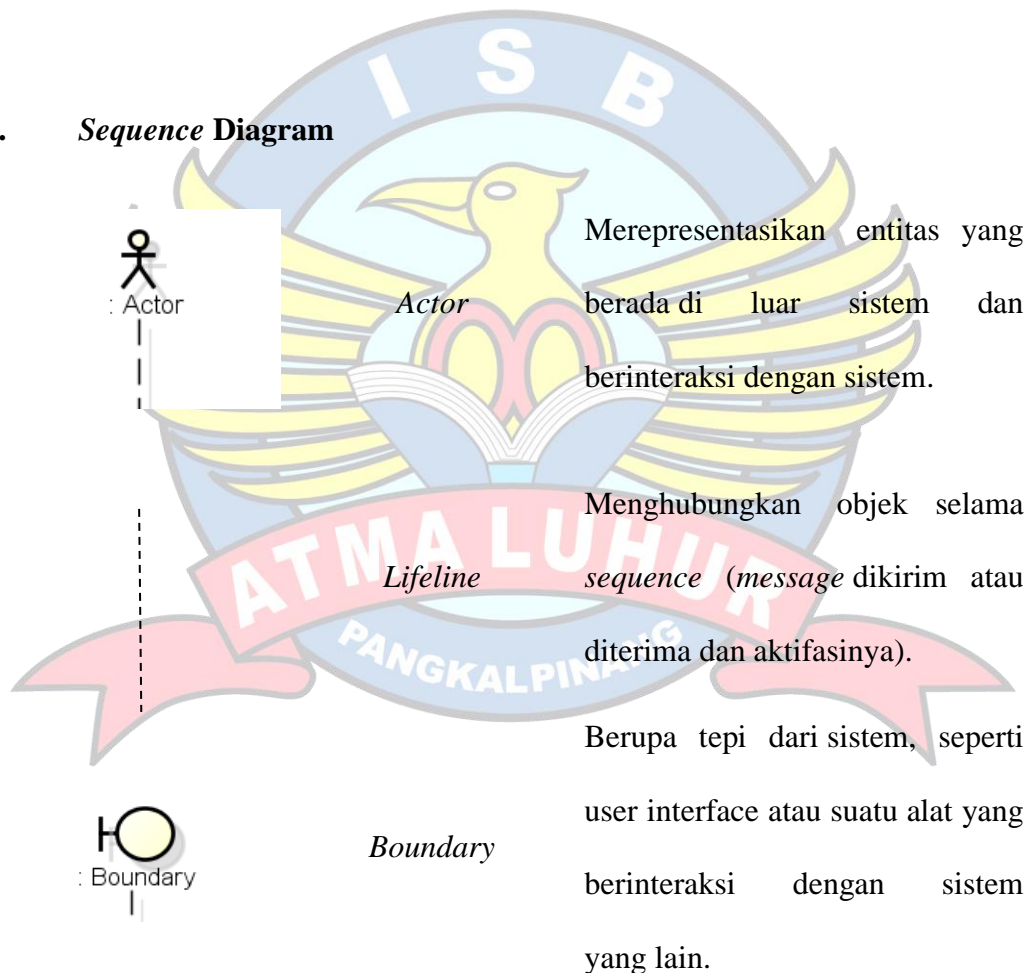 I S B
. Sequence Diagram
: Actor
Actor
Merepresentasikan entitas yang
berada di luar sistem dan
berinteraksi dengan sistem.
ATMA LUHUR
PANGKALPINANG
Lifeline
Menghubungkan objek selama
sequence (message dikirim atau
diterima dan aktifasinya).
: Boundary
Boundary
Berupa tepi dari sistem, seperti
user interface atau suatu alat yang
berinteraksi dengan sistem
yang lain.